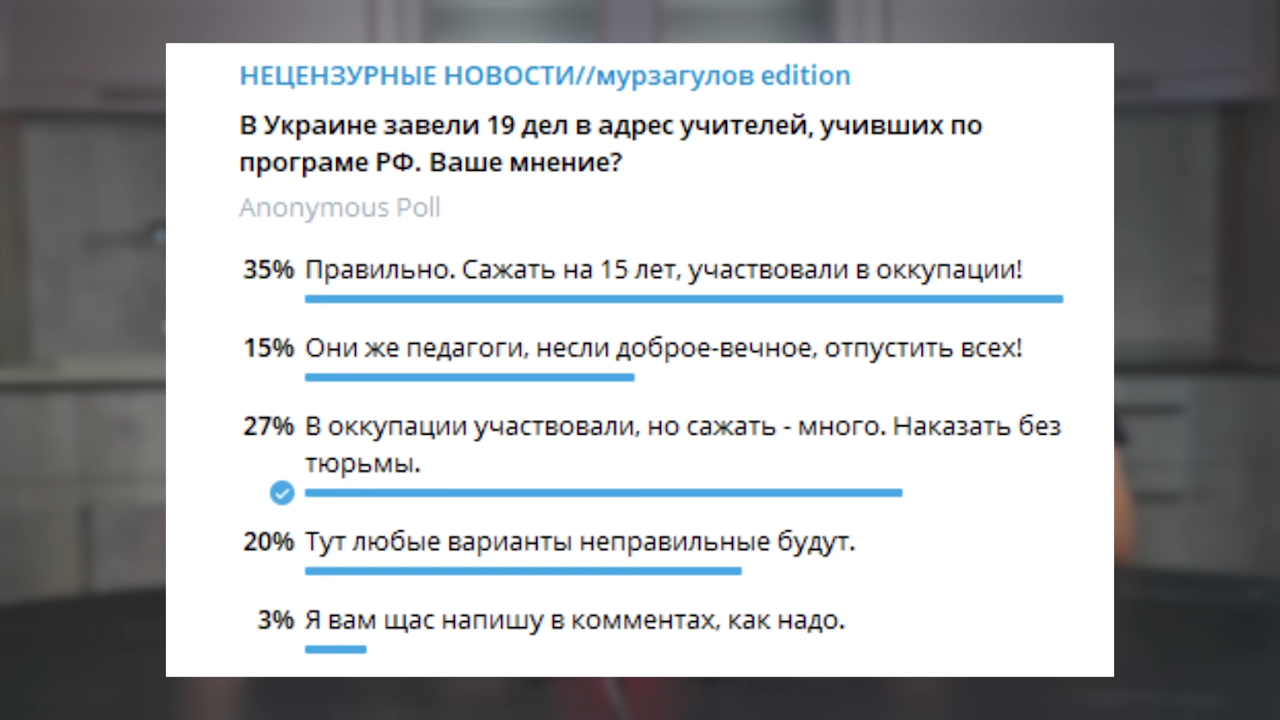 НЕЦЕНЗУРНЫЕ НОВОСТИ//мурзагулов edition
В Украине завели 19 дел в адрес учителей, учивших по
програме РФ. Ваше мнение?
Anonymous Poll
35% Правильно. Сажать на 15 лет, участвовали в оккупации!
15% Они же педагоги, несли доброе-вечное, отпустить всех!
27% В оккупации участвовали, но сажать - много. Наказать без
тюрьмы.
20% Тут любые варианты неправильные будут.
3% Я вам щас напишу в комментах, как надо.